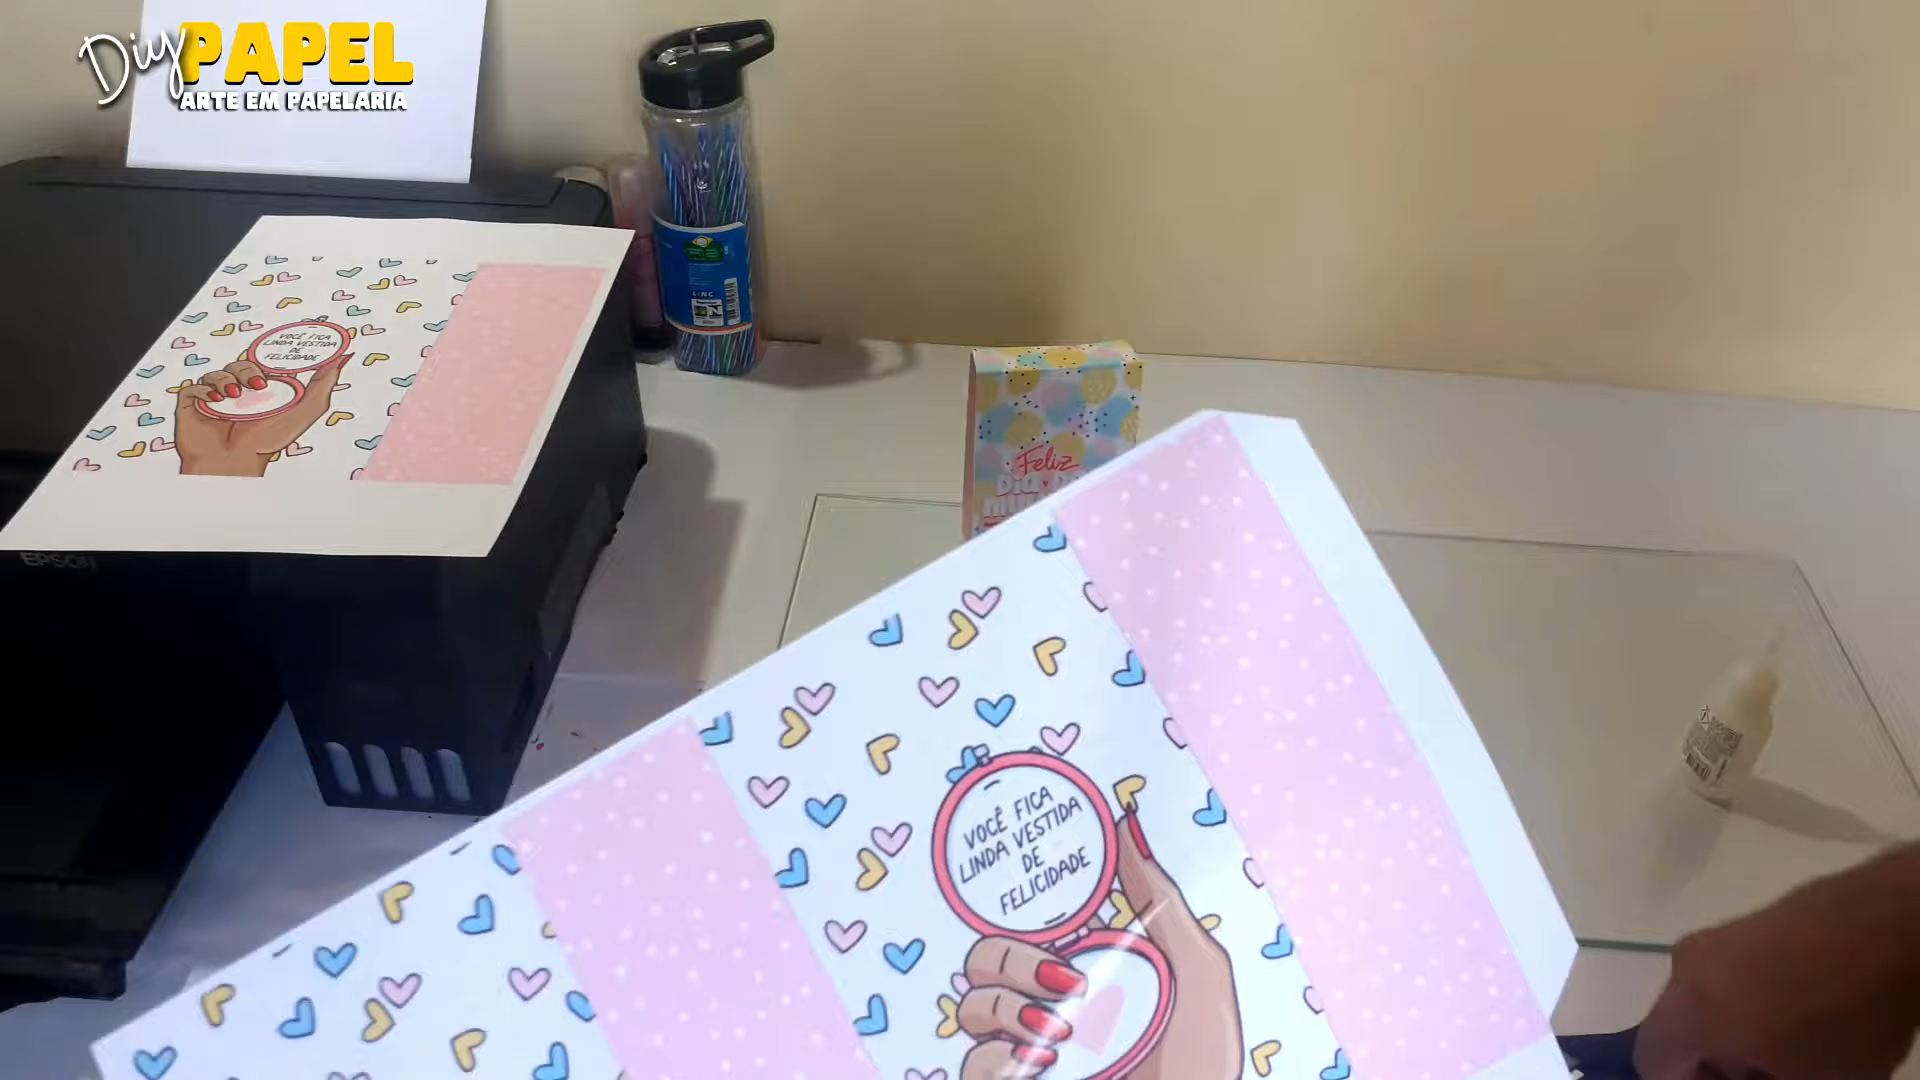 Diy PAPEL
ARTE EM PAPELARIA
VOCÊ FICA
LINDA VESTIDA
DE
FELICIDADE
EPSON
LINC
Feliz
VOCÊ FICA
LINDA VESTIDA
DE
FELICIDADE